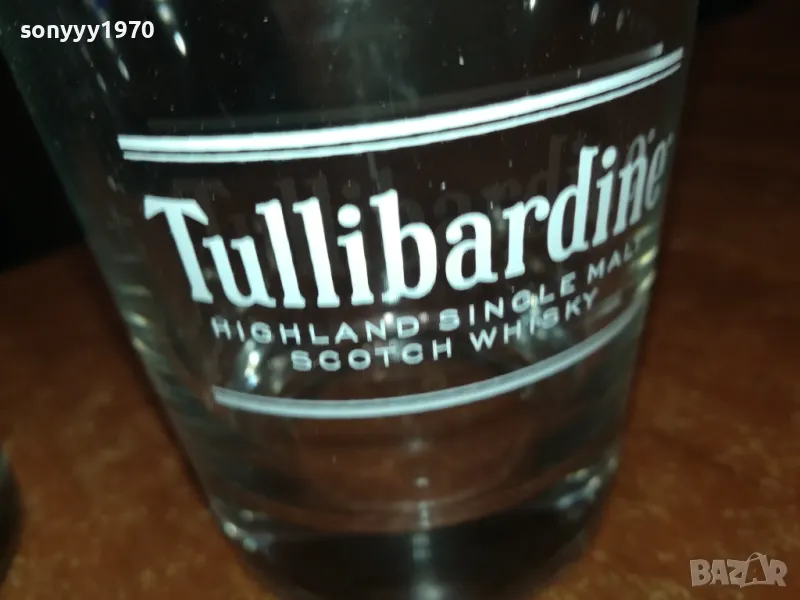 sonyyy1970
Tullibardine
HIGHLAND SINGLE MALT
SCOTCH WHISKY
BAZAR